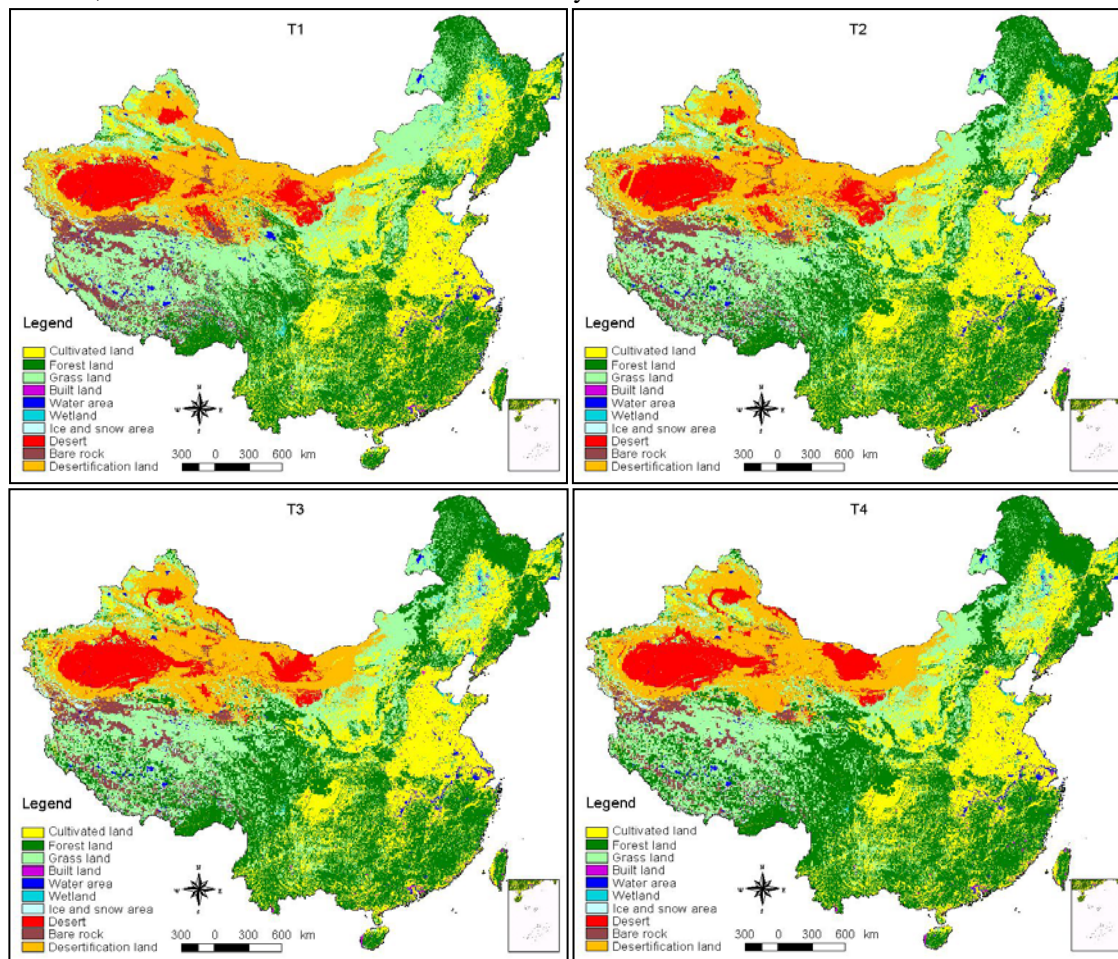 T1
N
W E
S
Legend
Cultivated land
Forest land
Grass land
Built land
Water area
Wetland
Ice and snow area
Desert
Bare rock
Desertification land
300 0 300 600 km
T2
N
W E
S
Legend
Cultivated land
Forest land
Grass land
Built land
Water area
Wetland
Ice and snow area
Desert
Bare rock
Desertification land
300 0 300 600 km
T3
N
W E
S
Legend
Cultivated land
Forest land
Grass land
Built land
Water area
Wetland
Ice and snow area
Desert
Bare rock
Desertification land
300 0 300 600 km
T4
N
W E
S
Legend
Cultivated land
Forest land
Grass land
Built land
Water area
Wetland
Ice and snow area
Desert
Bare rock
Desertification land
300 0 300 600 km